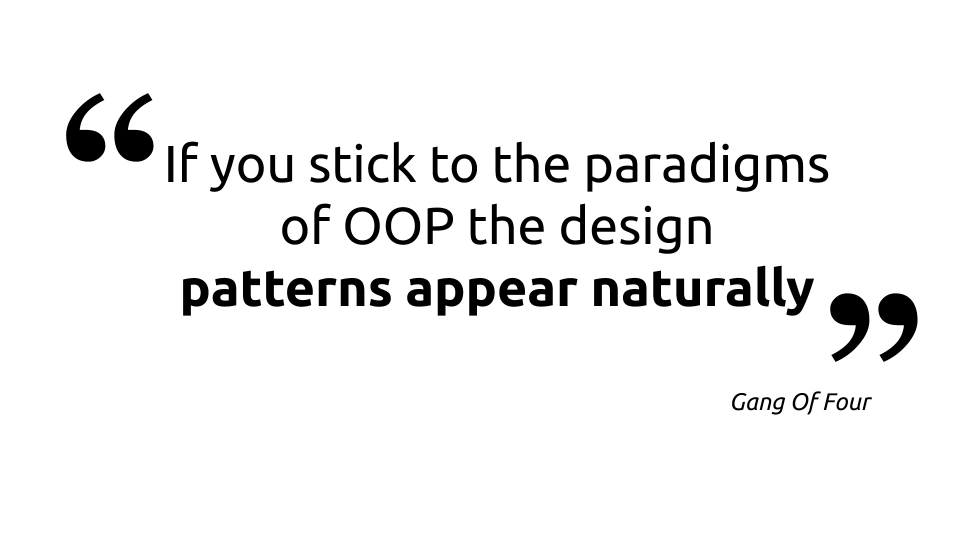 “If you stick to the paradigms
of OOP the design
patterns appear naturally”
Gang Of Four